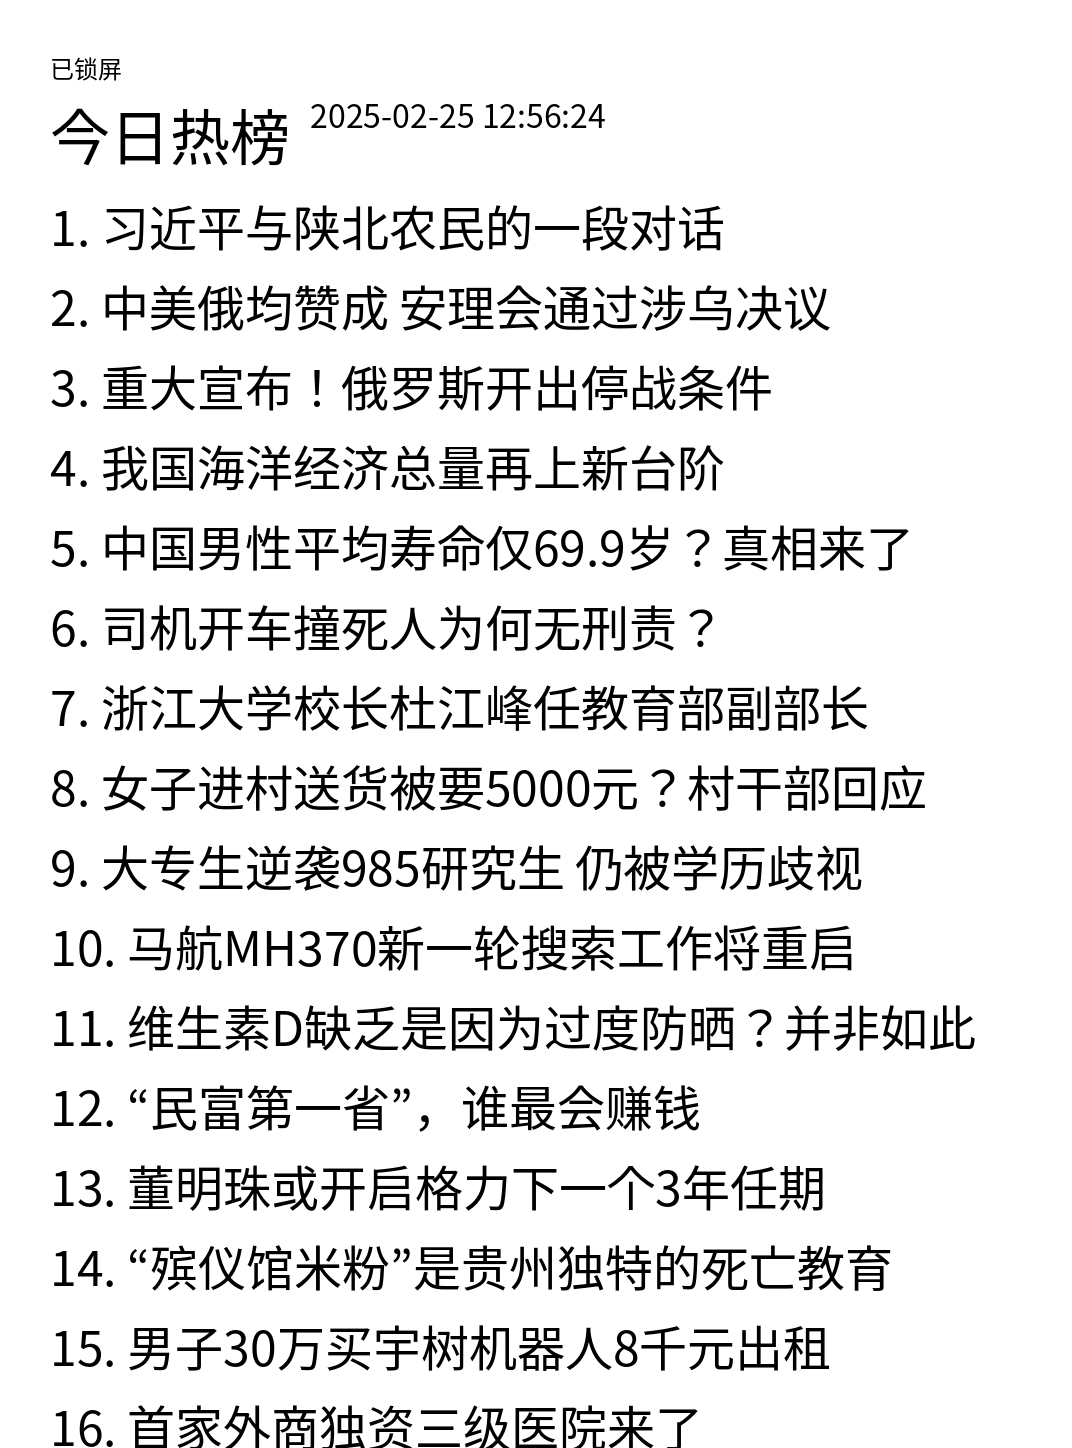 已锁屏
今日热榜 2025-02-25 12:56:24
1. 习近平与陕北农民的一段对话
2. 中美俄均赞成 安理会通过涉乌决议
3. 重大宣布！俄罗斯开出停战条件
4. 我国海洋经济总量再上新台阶
5. 中国男性平均寿命仅69.9岁？真相来了
6. 司机开车撞死人为何无刑责？
7. 浙江大学校长杜江峰任教育部副部长
8. 女子进村送货被要5000元？村干部回应
9. 大专生逆袭985研究生 仍被学历歧视
10. 马航MH370新一轮搜索工作将重启
11. 维生素D缺乏是因为过度防晒？并非如此
12. “民富第一省”，谁最会赚钱
13. 董明珠或开启格力下一个3年任期
14. “殡仪馆米粉”是贵州独特的死亡教育
15. 男子30万买宇树机器人8千元出租
16. 首家外商独资三级医院来了